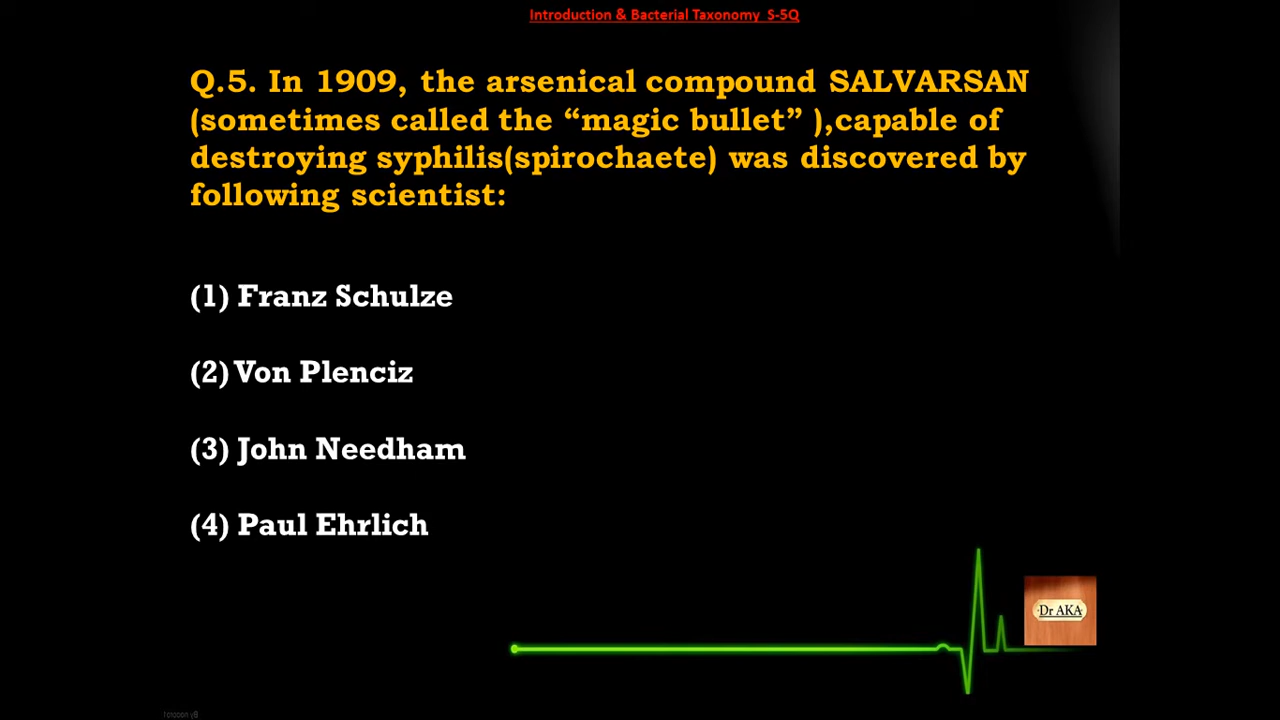 Introduction & Bacterial Taxonomy S-5Q
Q.5. In 1909, the arsenical compound SALVARSAN
(sometimes called the “magic bullet” ),capable of
destroying syphilis(spirochaete) was discovered by
following scientist:
(1) Franz Schulze
(2) Von Plenciz
(3) John Needham
(4) Paul Ehrlich
Dr AKA